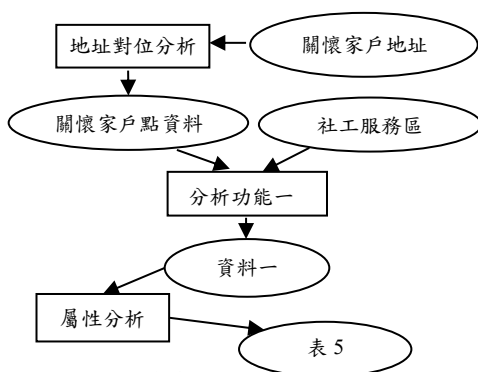 地址對位分析
關懷家戶地址
關懷家戶點資料
社工服務區
分析功能一
資料一
屬性分析
表 5